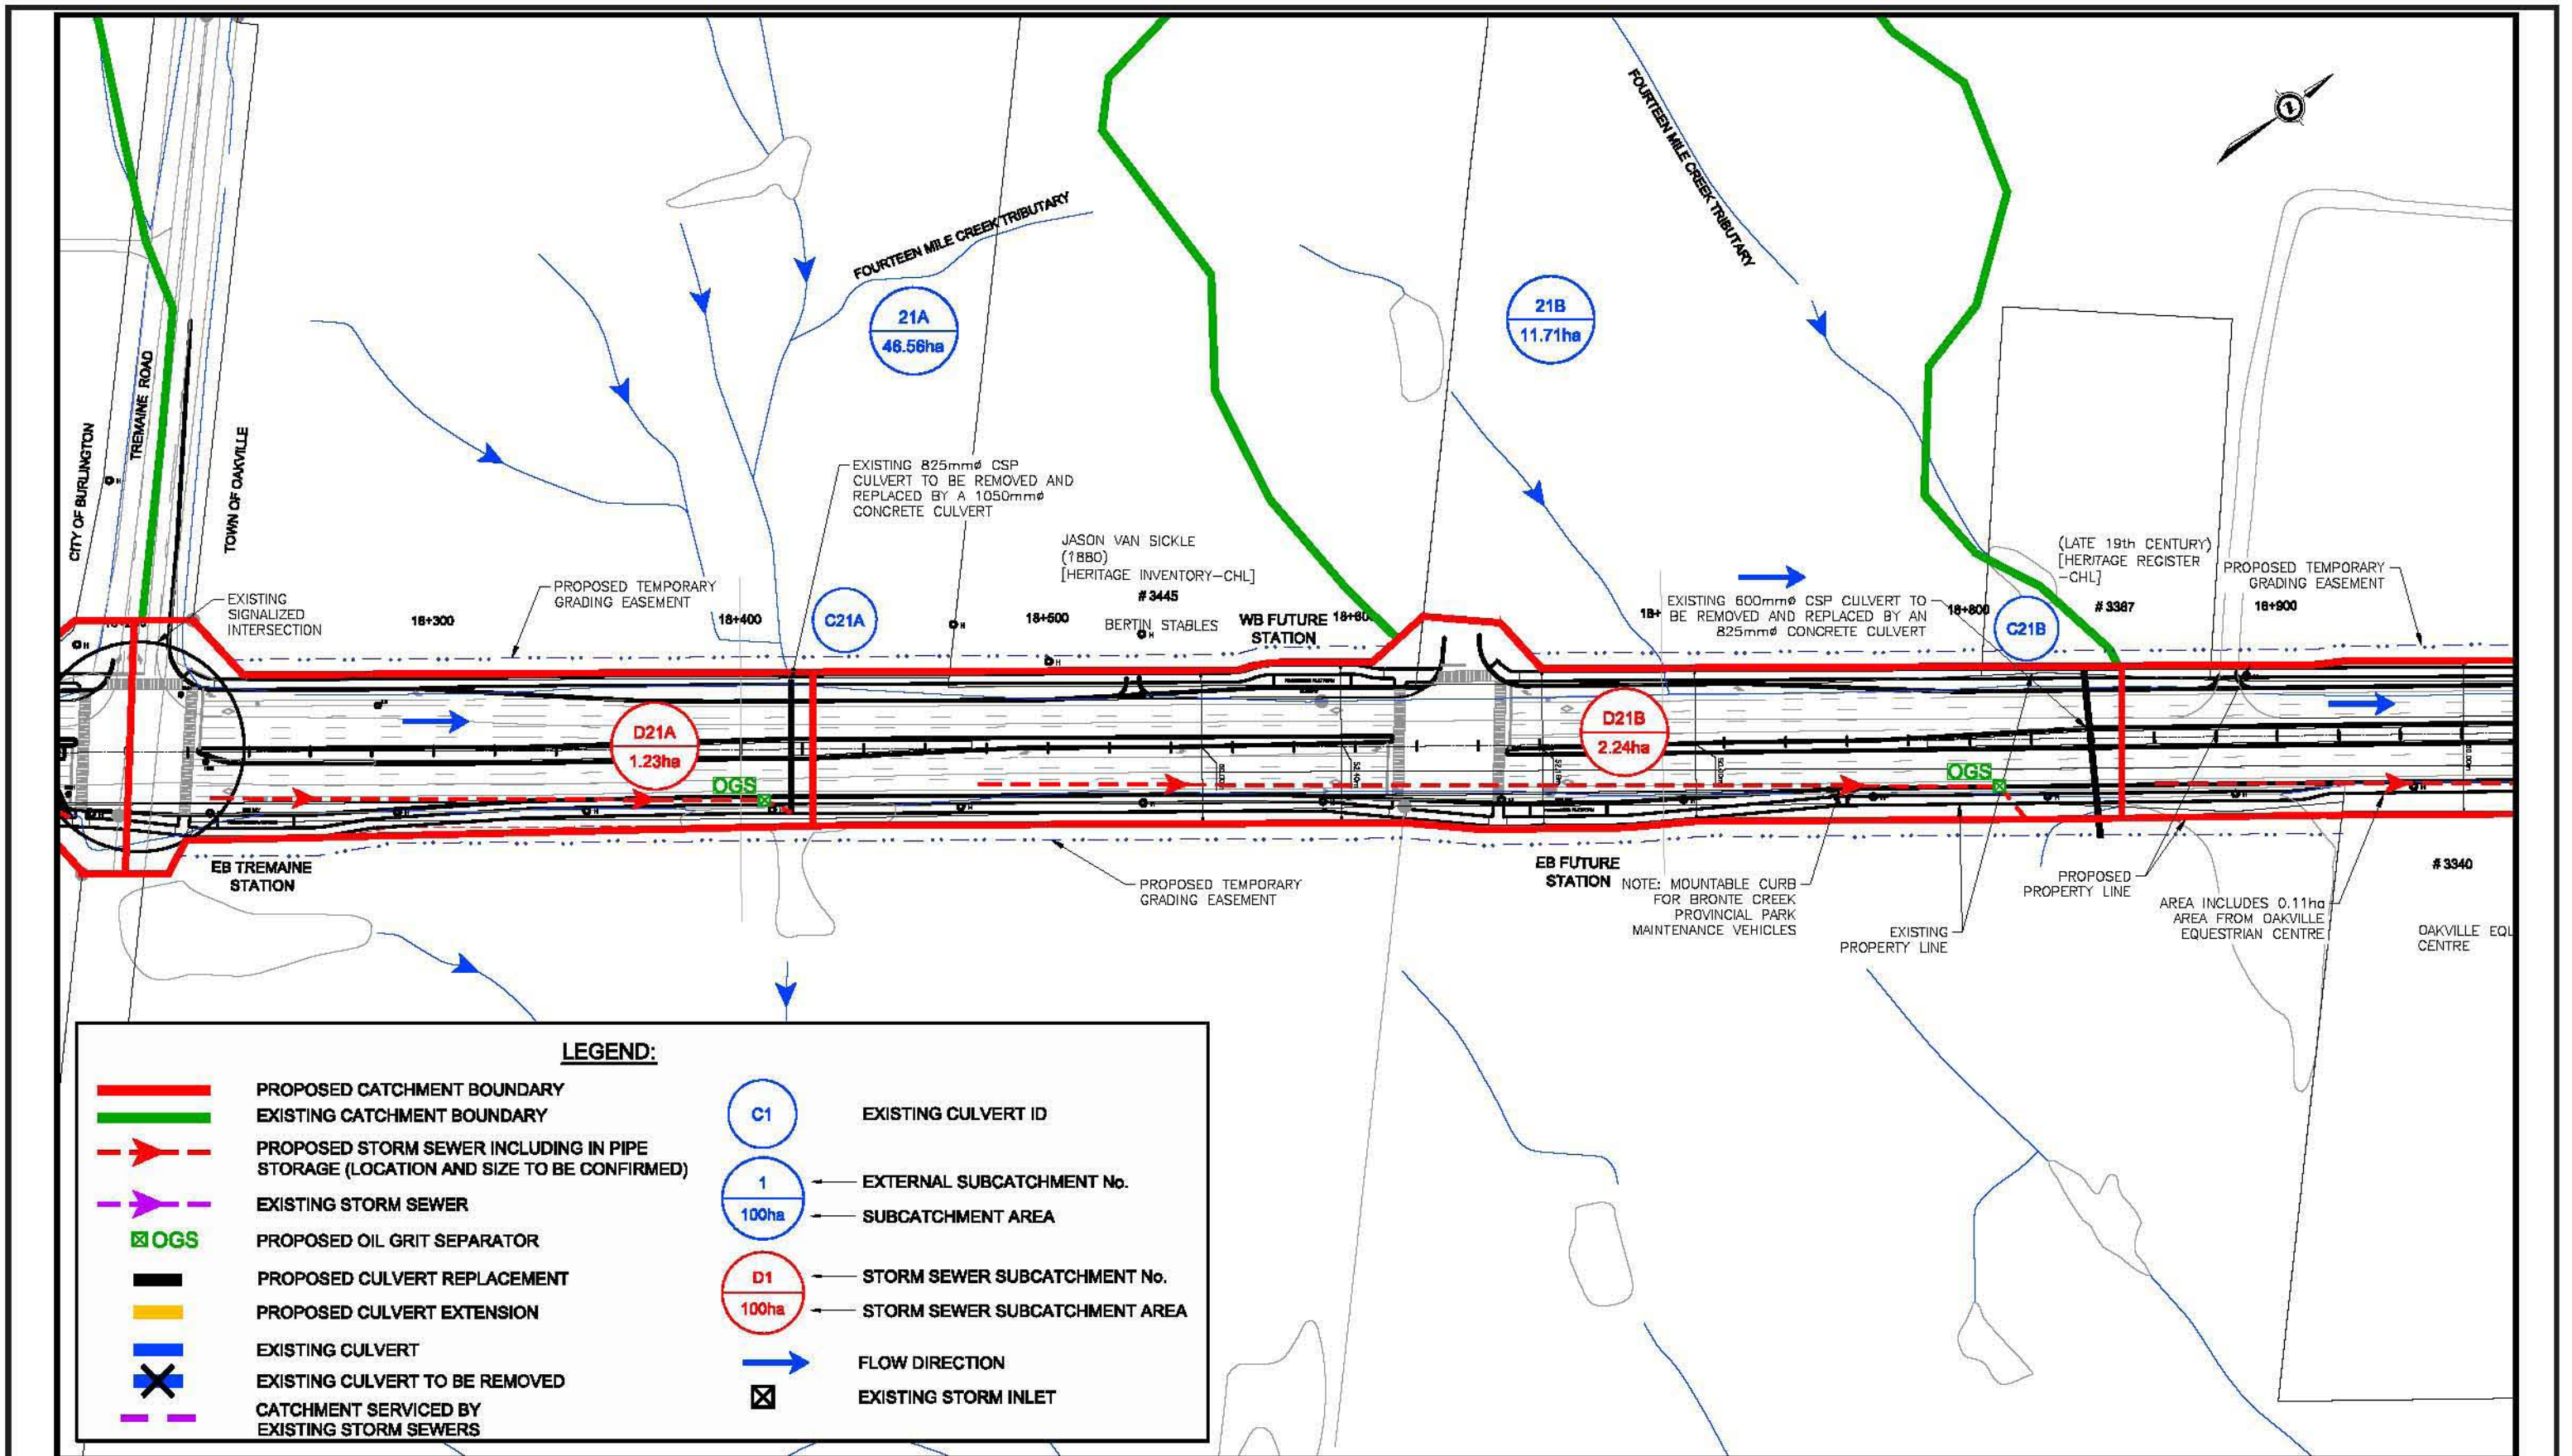 FOURTEEN MILE CREEK TRIBUTARY
FOURTEEN MILE CREEK TRIBUTARY
21A
46.56ha
21B
11.71ha
CITY OF BURLINGTON
TREMAINE ROAD
TOWN OF OAKVILLE
EXISTING 825mmø CSP
CULVERT TO BE REMOVED AND
REPLACED BY A 1050mmø
CONCRETE CULVERT
JASON VAN SICKLE
(1880)
[HERITAGE INVENTORY-CHL]
# 3445
BERTIN STABLES
(LATE 19th CENTURY)
[HERITAGE REGISTER
-CHL]
# 3367
PROPOSED TEMPORARY
GRADING EASEMENT
EXISTING
SIGNALIZED
INTERSECTION
PROPOSED TEMPORARY
GRADING EASEMENT
18+300
18+400
C21A
18+500
WB FUTURE
STATION
18+600
18+
EXISTING 600mmø CSP CULVERT TO
BE REMOVED AND REPLACED BY AN
825mmø CONCRETE CULVERT
18+800
C21B
18+900
D21A
1.23ha
OGS
D21B
2.24ha
OGS
EB TREMAINE
STATION
PROPOSED TEMPORARY
GRADING EASEMENT
EB FUTURE
STATION
NOTE: MOUNTABLE CURB
FOR BRONTE CREEK
PROVINCIAL PARK
MAINTENANCE VEHICLES
EXISTING
PROPERTY LINE
PROPOSED
PROPERTY LINE
AREA INCLUDES 0.11ha
AREA FROM OAKVILLE
EQUESTRIAN CENTRE
# 3340
OAKVILLE EQU
CENTRE
LEGEND:
PROPOSED CATCHMENT BOUNDARY
EXISTING CATCHMENT BOUNDARY
PROPOSED STORM SEWER INCLUDING IN PIPE
STORAGE (LOCATION AND SIZE TO BE CONFIRMED)
EXISTING STORM SEWER
OGS PROPOSED OIL GRIT SEPARATOR
PROPOSED CULVERT REPLACEMENT
PROPOSED CULVERT EXTENSION
EXISTING CULVERT
EXISTING CULVERT TO BE REMOVED
CATCHMENT SERVICED BY
EXISTING STORM SEWERS
C1 EXISTING CULVERT ID
1 EXTERNAL SUBCATCHMENT No.
100ha SUBCATCHMENT AREA
D1 STORM SEWER SUBCATCHMENT No.
100ha STORM SEWER SUBCATCHMENT AREA
FLOW DIRECTION
EXISTING STORM INLET